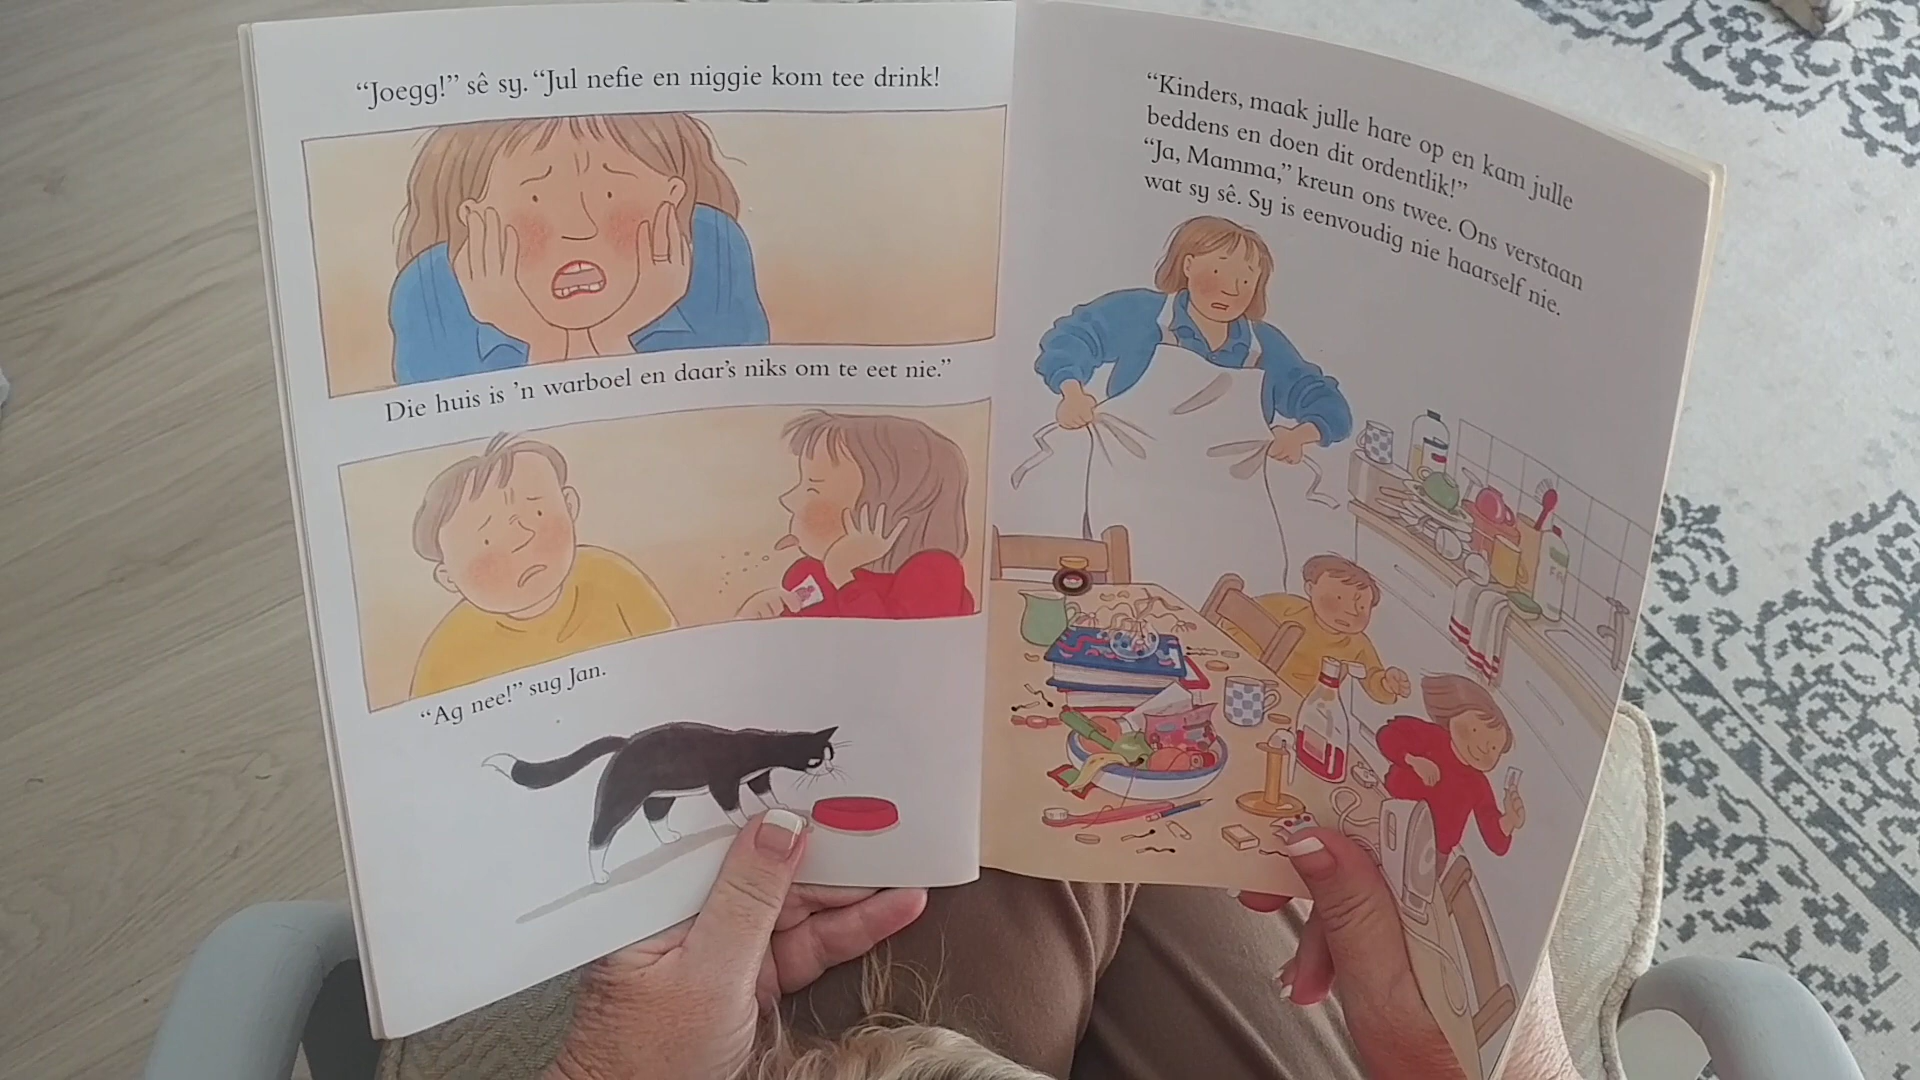 “Joegg!” sê sy. “Jul nefie en niggie kom tee drink!
Die huis is ’n warboel en daar’s niks om te eet nie.”
“Ag nee!” sug Jan.
“Kinders, maak julle hare op en kam julle
beddens en doen dit ordentlik!”
“Ja, Mamma,” kreun ons twee. Ons verstaan
wat sy sê. Sy is eenvoudig nie haarself nie.